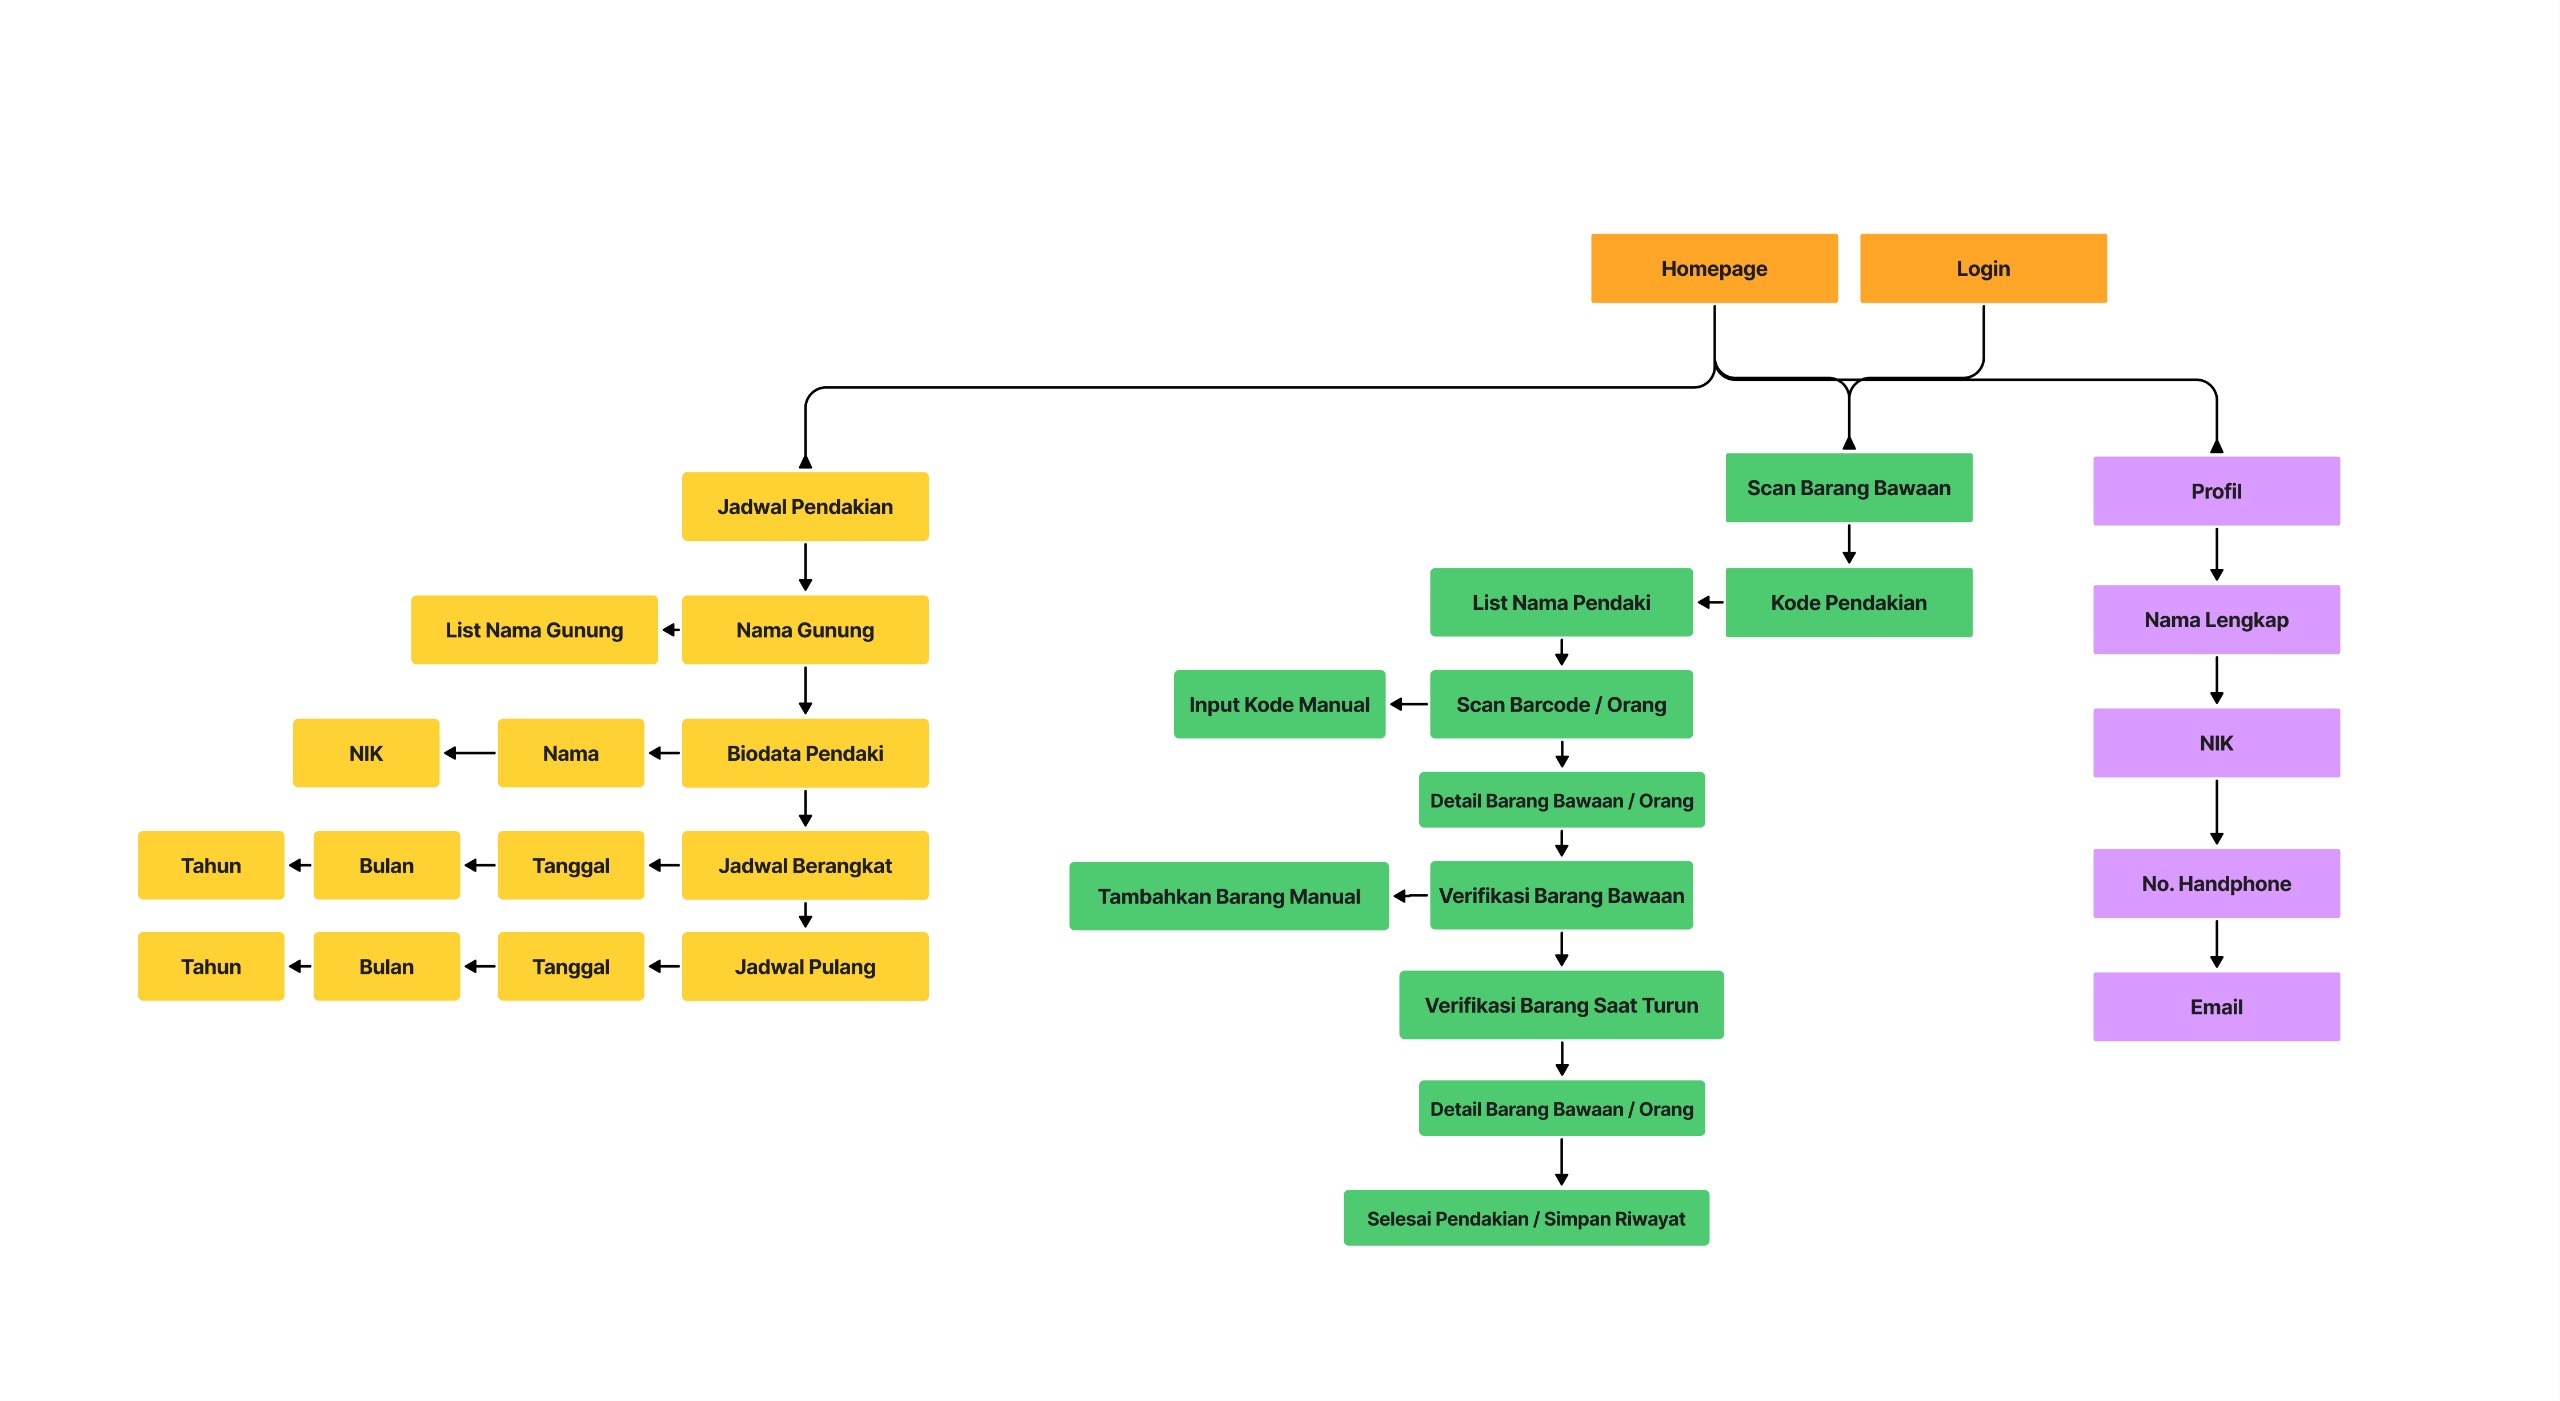 Homepage
Login
Jadwal Pendakian
Nama Gunung
List Nama Gunung
Biodata Pendaki
Nama
NIK
Jadwal Berangkat
Tanggal
Bulan
Tahun
Jadwal Pulang
Tanggal
Bulan
Tahun
Scan Barang Bawaan
Kode Pendakian
List Nama Pendaki
Scan Barcode / Orang
Input Kode Manual
Detail Barang Bawaan / Orang
Verifikasi Barang Bawaan
Tambahkan Barang Manual
Verifikasi Barang Saat Turun
Detail Barang Bawaan / Orang
Selesai Pendakian / Simpan Riwayat
Profil
Nama Lengkap
NIK
No. Handphone
Email